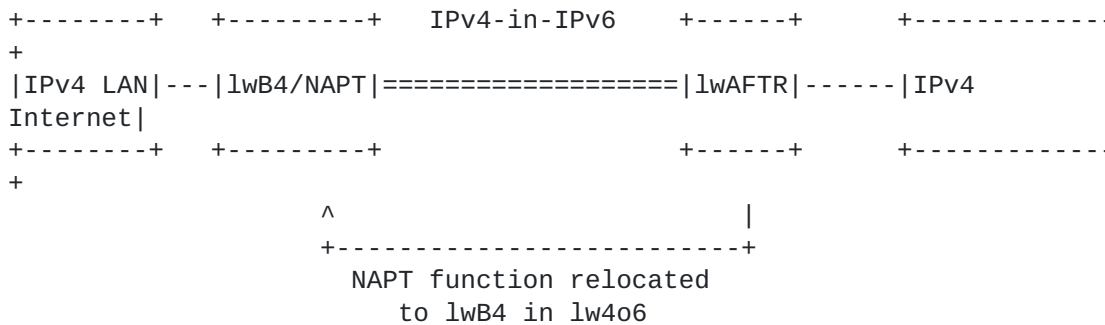 +--------+   +---------+   IPv4-in-IPv6    +------+      +-------------
+
|IPv4 LAN|---|lwB4/NAPT|===================|lwAFTR|------|IPv4
Internet|
+--------+   +---------+                   +------+      +-------------
+
                    ^                          |
                    +--------------------------+
                      NAPT function relocated
                         to lwB4 in lw4o6